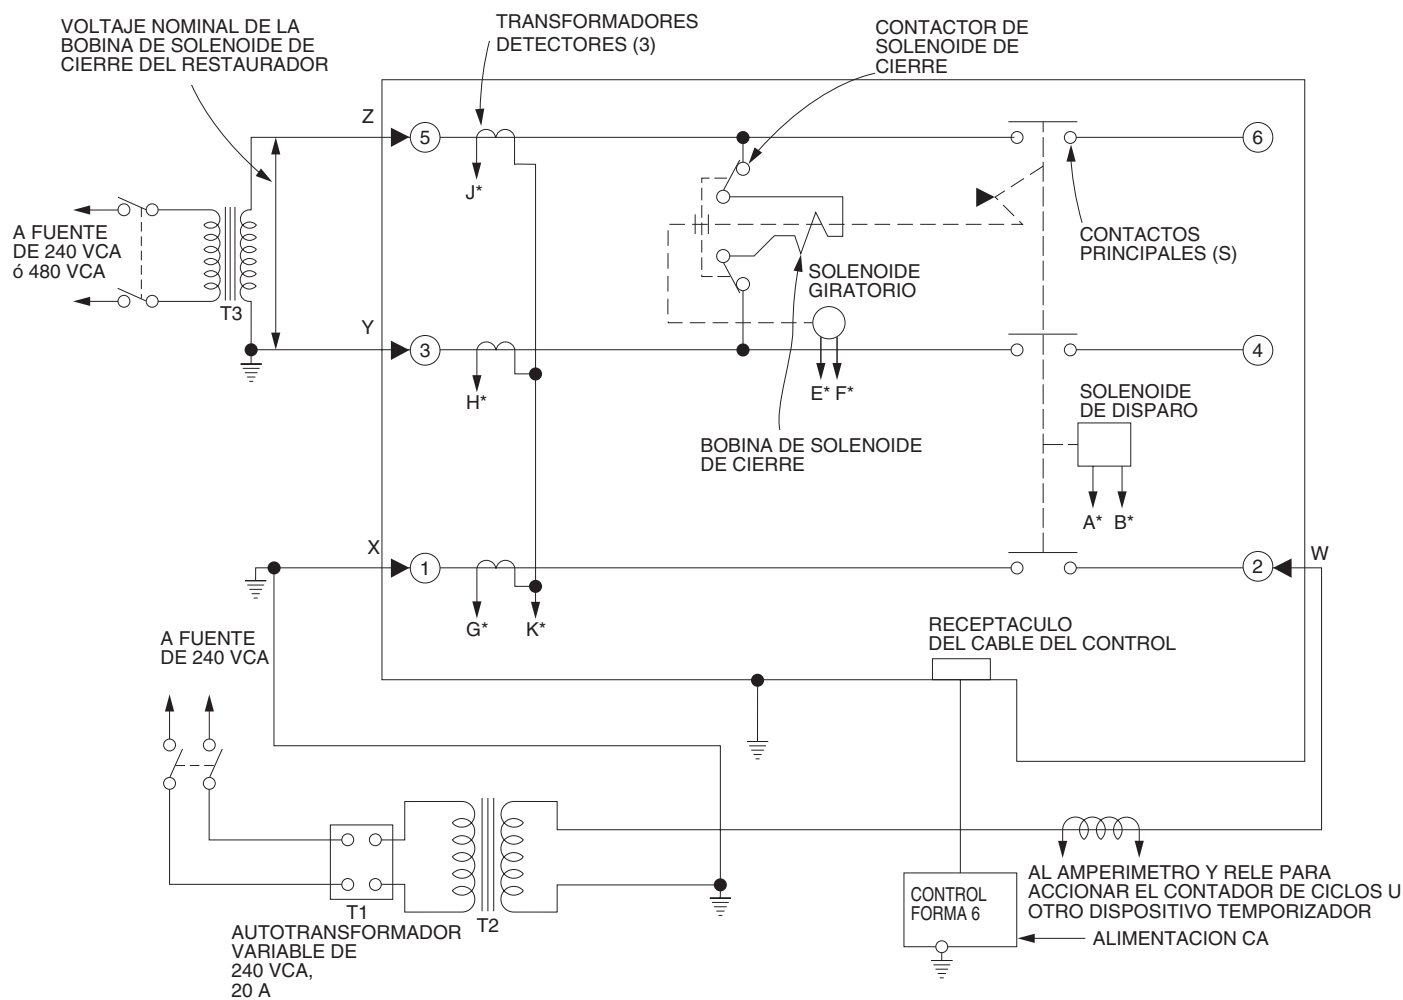 VOLTAJE NOMINAL DE LA
BOBINA DE SOLENOIDE DE
CIERRE DEL RESTAURADOR
TRANSFORMADORES
DETECTORES (3)
CONTACTOR DE
SOLENOIDE DE
CIERRE
Z
5
6
J*
A FUENTE
DE 240 VCA
ó 480 VCA
T3
CONTACTOS
PRINCIPALES (S)
SOLENOIDE
GIRATORIO
Y
3
4
H*
E* F*
SOLENOIDE
DE DISPARO
BOBINA DE SOLENOIDE
DE CIERRE
A* B*
X
1
2
W
G*
K*
A FUENTE
DE 240 VCA
RECEPTACULO
DEL CABLE DEL CONTROL
T1
AUTOTRANSFORMADOR
VARIABLE DE
240 VCA,
20 A
T2
CONTROL
FORMA 6
AL AMPERIMETRO Y RELE PARA
ACCIONAR EL CONTADOR DE CICLOS U
OTRO DISPOSITIVO TEMPORIZADOR
ALIMENTACION CA